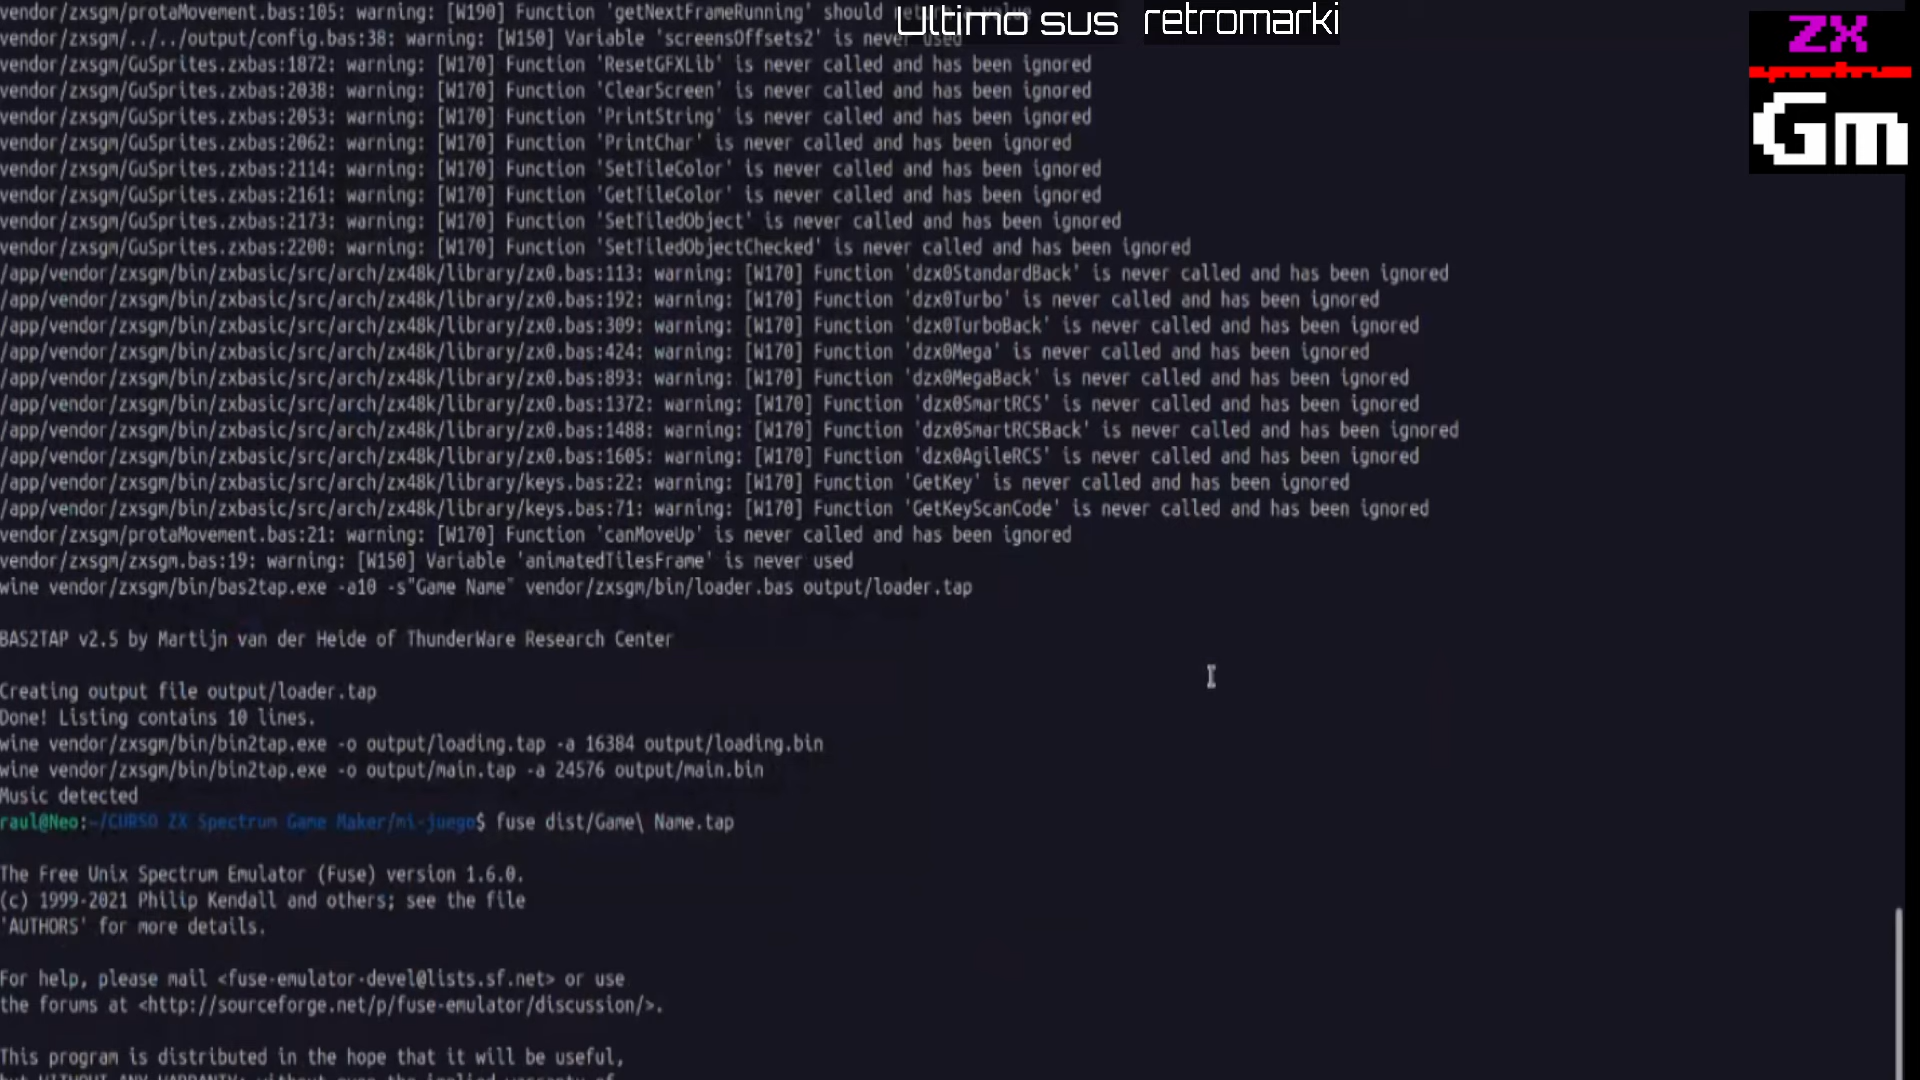 vendor/zxsgm/protaMovement.bas:105: warning: [W190] Function 'getNextFrameRunning' should
Ultimo sus retromarki
vendor/zxsgm/../../output/config.bas:38: warning: [W150] Variable 'screensOffsets2' is never used
vendor/zxsgm/GuSprites.zxbas:1872: warning: [W170] Function 'ResetGFXLib' is never called and has been ignored
vendor/zxsgm/GuSprites.zxbas:2038: warning: [W170] Function 'ClearScreen' is never called and has been ignored
vendor/zxsgm/GuSprites.zxbas:2053: warning: [W170] Function 'PrintString' is never called and has been ignored
vendor/zxsgm/GuSprites.zxbas:2062: warning: [W170] Function 'PrintChar' is never called and has been ignored
vendor/zxsgm/GuSprites.zxbas:2114: warning: [W170] Function 'SetTileColor' is never called and has been ignored
vendor/zxsgm/GuSprites.zxbas:2161: warning: [W170] Function 'GetTileColor' is never called and has been ignored
vendor/zxsgm/GuSprites.zxbas:2173: warning: [W170] Function 'SetTiledObject' is never called and has been ignored
vendor/zxsgm/GuSprites.zxbas:2200: warning: [W170] Function 'SetTiledObjectChecked' is never called and has been ignored
/app/vendor/zxsgm/bin/zxbasic/src/arch/zx48k/library/zx0.bas:113: warning: [W170] Function 'dzx0StandardBack' is never called and has been ignored
/app/vendor/zxsgm/bin/zxbasic/src/arch/zx48k/library/zx0.bas:192: warning: [W170] Function 'dzx0Turbo' is never called and has been ignored
/app/vendor/zxsgm/bin/zxbasic/src/arch/zx48k/library/zx0.bas:309: warning: [W170] Function 'dzx0TurboBack' is never called and has been ignored
/app/vendor/zxsgm/bin/zxbasic/src/arch/zx48k/library/zx0.bas:424: warning: [W170] Function 'dzx0Mega' is never called and has been ignored
/app/vendor/zxsgm/bin/zxbasic/src/arch/zx48k/library/zx0.bas:893: warning: [W170] Function 'dzx0MegaBack' is never called and has been ignored
/app/vendor/zxsgm/bin/zxbasic/src/arch/zx48k/library/zx0.bas:1372: warning: [W170] Function 'dzx0SmartRCS' is never called and has been ignored
/app/vendor/zxsgm/bin/zxbasic/src/arch/zx48k/library/zx0.bas:1488: warning: [W170] Function 'dzx0SmartRCSBack' is never called and has been ignored
/app/vendor/zxsgm/bin/zxbasic/src/arch/zx48k/library/zx0.bas:1605: warning: [W170] Function 'dzx0AgileRCS' is never called and has been ignored
/app/vendor/zxsgm/bin/zxbasic/src/arch/zx48k/library/keys.bas:22: warning: [W170] Function 'GetKey' is never called and has been ignored
/app/vendor/zxsgm/bin/zxbasic/src/arch/zx48k/library/keys.bas:71: warning: [W170] Function 'GetKeyScanCode' is never called and has been ignored
vendor/zxsgm/protaMovement.bas:21: warning: [W170] Function 'canMoveUp' is never called and has been ignored
vendor/zxsgm/zxsgm.bas:19: warning: [W150] Variable 'animatedTilesFrame' is never used
wine vendor/zxsgm/bin/bas2tap.exe -a10 -s"Game Name" vendor/zxsgm/bin/loader.bas output/loader.tap
BAS2TAP v2.5 by Martijn van der Heide of ThunderWare Research Center
Creating output file output/loader.tap
Done! Listing contains 10 lines.
wine vendor/zxsgm/bin/bin2tap.exe -o output/loading.tap -a 16384 output/loading.bin
wine vendor/zxsgm/bin/bin2tap.exe -o output/main.tap -a 24576 output/main.bin
Music detected
raul@Neo:~/CURSO ZX Spectrum Game Maker/mi-juego$ fuse dist/Game\ Name.tap
The Free Unix Spectrum Emulator (Fuse) version 1.6.0.
(c) 1999-2021 Philip Kendall and others; see the file
'AUTHORS' for more details.
For help, please mail <fuse-emulator-devel@lists.sf.net> or use
the forums at <http://sourceforge.net/p/fuse-emulator/discussion/>.
This program is distributed in the hope that it will be useful,
ZX
Gm